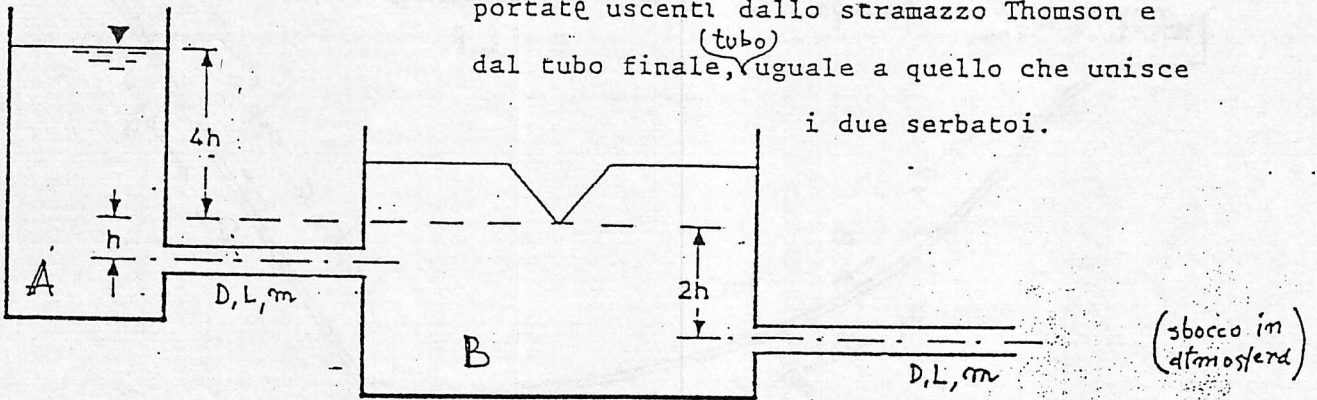 portate uscenti dallo stramazzo Thomson e
(tubo)
dal tubo finale, uguale a quello che unisce
i due serbatoi.
4h
h
A
D, L, m
2h
B
D, L, m
(sbocco in
atmosfera)